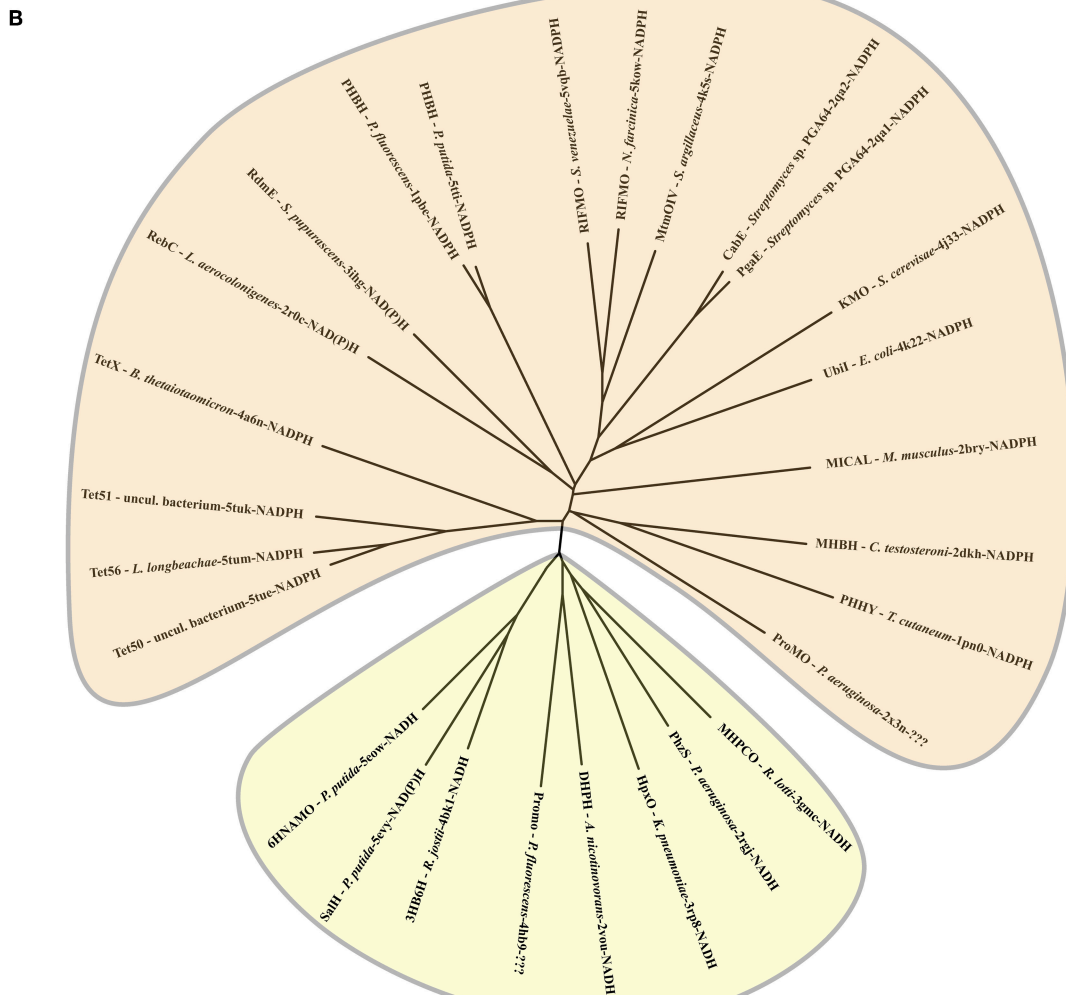 B
PHBH - P. fluorescens-1pbe-NADPH
PHBH - P. putida-5tti-NADPH
RIFMO - S. venezuelae-5vqb-NADPH
RIFMO - N. farcinica-5kow-NADPH
MtmOIV - S. argillaceus-4k5s-NADPH
CabE - Streptomyces sp. PGA64-2qa2-NADPH
PgaE - Streptomyces sp. PGA64-2qa1-NADPH
KMO - S. cerevisae-4j33-NADPH
UbiI - E. coli-4k22-NADPH
MICAL - M. musculus-2bry-NADPH
MHBH - C. testosteroni-2dkh-NADPH
PHHY - T. cutaneum-1pn0-NADPH
ProMO - P. aeruginosa-2x3n-???
RdmE - S. pupurascens-3ihg-NAD(P)H
RebC - L. aerocolonigenes-2r0c-NAD(P)H
TetX - B. thetaiotaomicron-4a6n-NADPH
Tet51 - uncul. bacterium-5tuk-NADPH
Tet56 - L. longbeachae-5tum-NADPH
Tet50 - uncul. bacterium-5tue-NADPH
6HNAMO - P. putida-5eow-NADH
SalH - P. putida-5evy-NAD(P)H
3HB6H - R. jostii-4bk1-NADH
Promo - P. fluorescens-4hb9-???
DHPH - A. nicotinovorans-2vou-NADH
HpxO - K. pneumoniae-3rp8-NADH
PhzS - P. aeruginosa-2rgj-NADH
MHPCO - R. lotti-3gmc-NADH